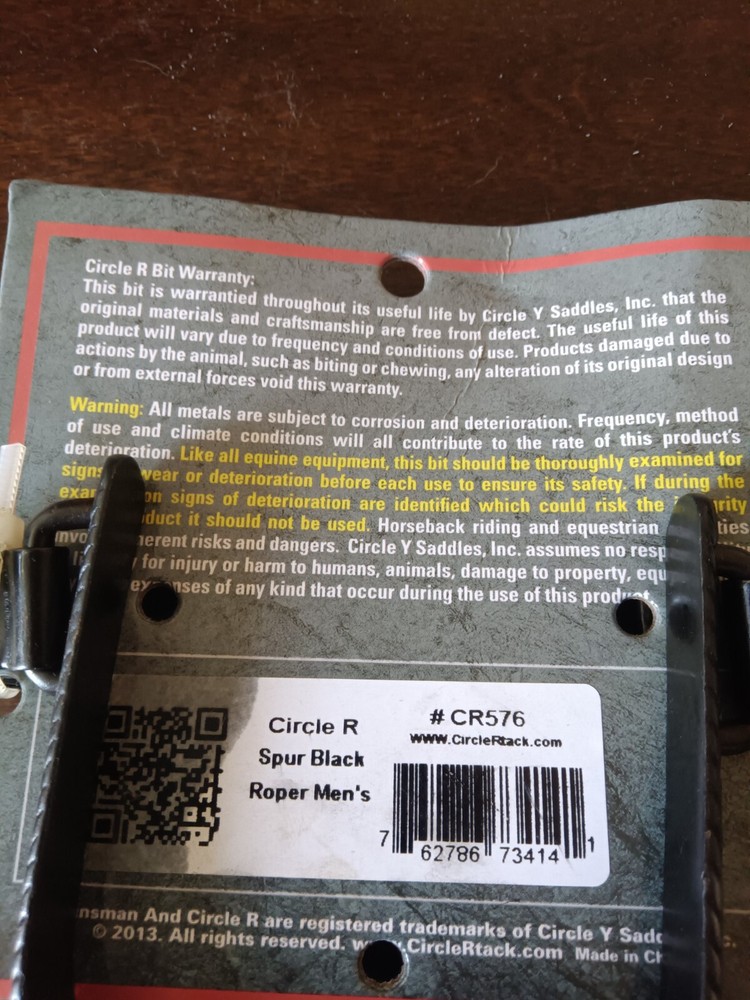 Circle R Bit Warranty:
This bit is warrantied throughout its useful life by Circle Y Saddles, Inc. that the
original materials and craftsmanship are free from defect. The useful life of this
product will vary due to frequency and conditions of use. Products damaged due to
actions by the animal, such as biting or chewing, any alteration of its original design
or from external forces void this warranty.
Warning: All metals are subject to corrosion and deterioration. Frequency, method
of use and climate conditions will all contribute to the rate of this product's
deterioration. Like all equine equipment, this bit should be thoroughly examined for
signs wear or deterioration before each use to ensure its safety. If during the
signs of deterioration are identified which could risk the
it should not be used. Horseback riding and equestrian
inherent risks and dangers. Circle Y Saddles, Inc. assumes no
for injury or harm to humans, animals, damage to property,
expenses of any kind that occur during the use of this product.
Circle R
Spur Black
Roper Men's
# CR576
www.CircleRtack.com
7 62786 73414 1
And Circle R are registered trademarks of Circle Y
© 2013. All rights reserved. www.CircleRtack.com Made in